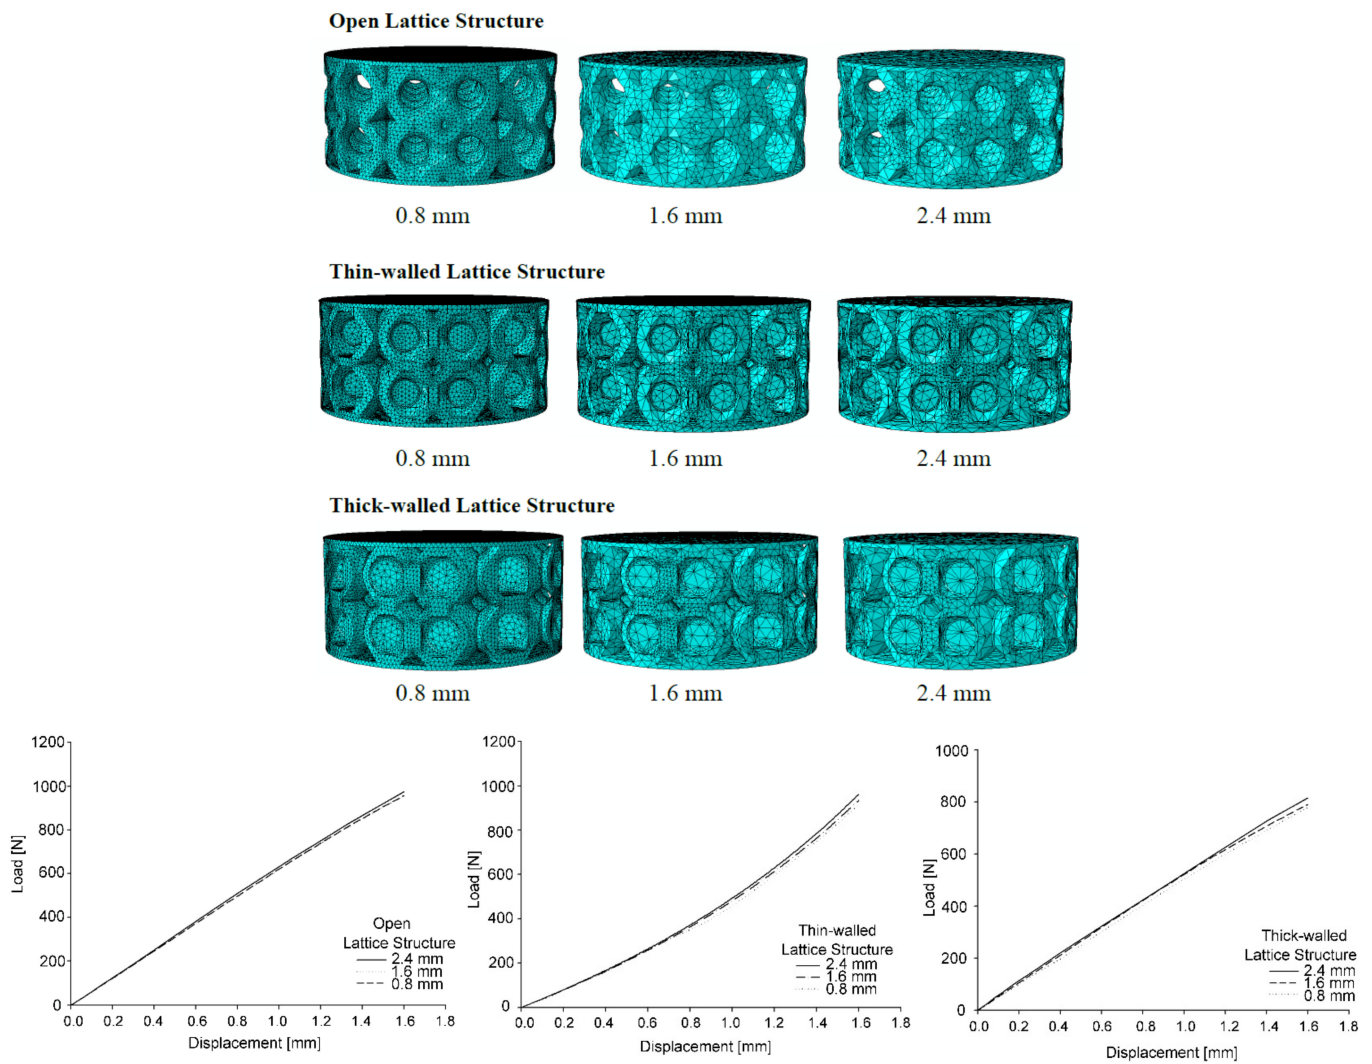 Open Lattice Structure
0.8 mm 1.6 mm 2.4 mm
Thin-walled Lattice Structure
0.8 mm 1.6 mm 2.4 mm
Thick-walled Lattice Structure
0.8 mm 1.6 mm 2.4 mm
1200
1000
800
600
400
200
0
Load [N]
0.0 0.2 0.4 0.6 0.8 1.0 1.2 1.4 1.6 1.8
Displacement [mm]
Open
Lattice Structure
2.4 mm
1.6 mm
0.8 mm
1200
1000
800
600
400
200
0
Load [N]
0.0 0.2 0.4 0.6 0.8 1.0 1.2 1.4 1.6 1.8
Displacement [mm]
Thin-walled
Lattice Structure
2.4 mm
1.6 mm
0.8 mm
1000
800
600
400
200
0
Load [N]
0.0 0.2 0.4 0.6 0.8 1.0 1.2 1.4 1.6 1.8
Displacement [mm]
Thick-walled
Lattice Structure
2.4 mm
1.6 mm
0.8 mm